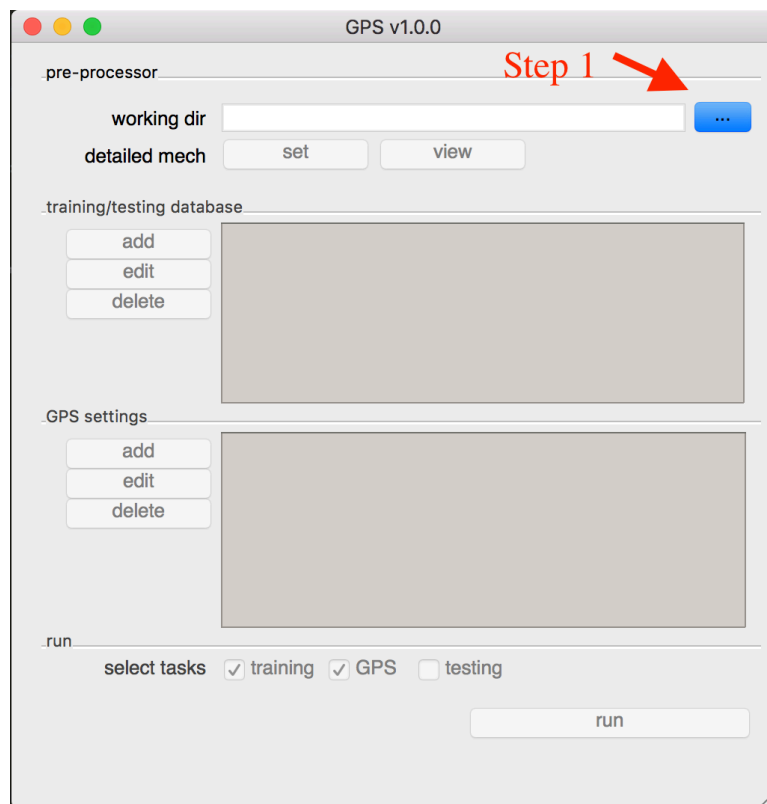 GPS v1.0.0
Step 1
pre-processor
working dir ...
detailed mech set view
training/testing database
add
edit
delete
GPS settings
add
edit
delete
run
select tasks training GPS testing
run